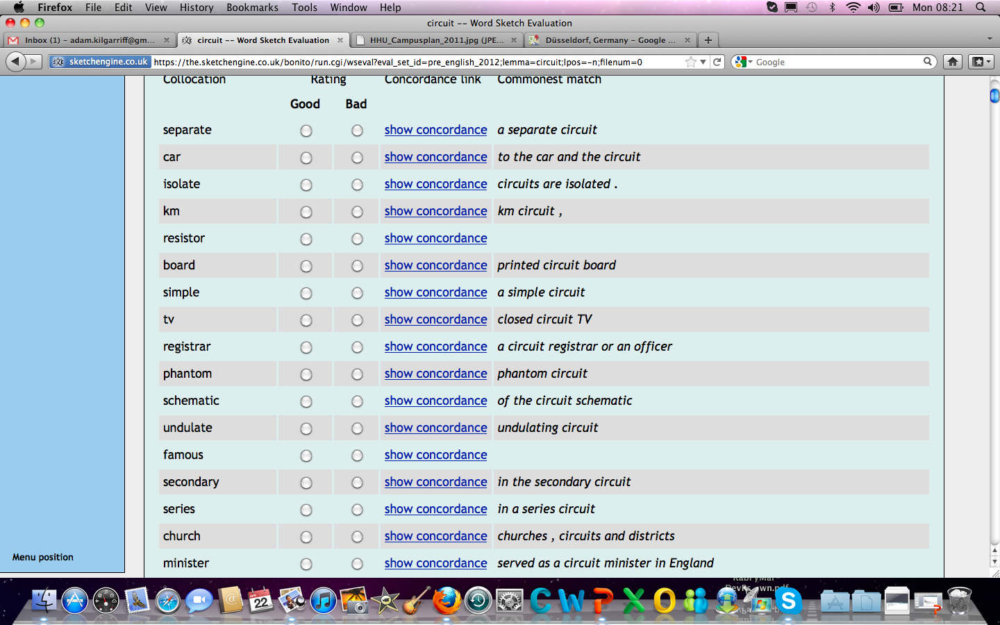 Firefox File Edit View History Bookmarks Tools Window Help Mon 08:21
circuit -- Word Sketch Evaluation
Inbox (1) - adam.kilgarriff@gm... circuit -- Word Sketch Evaluation HHU_Campusplan_2011.jpg (JPE... Düsseldorf, Germany - Google ...
sketchengine.co.uk https://the.sketchengine.co.uk/bonito/run.cgi/wseval?eval_set_id=pre_english_2012;lemma=circuit;lpos=-n;filenum=0 Google
Collocation Rating Concordance link Commonest match
Good Bad
separate show concordance a separate circuit
car show concordance to the car and the circuit
isolate show concordance circuits are isolated .
km show concordance km circuit ,
resistor show concordance
board show concordance printed circuit board
simple show concordance a simple circuit
tv show concordance closed circuit TV
registrar show concordance a circuit registrar or an officer
phantom show concordance phantom circuit
schematic show concordance of the circuit schematic
undulate show concordance undulating circuit
famous show concordance
secondary show concordance in the secondary circuit
series show concordance in a series circuit
church show concordance churches , circuits and districts
Menu position
minister show concordance served as a circuit minister in England
APR
22